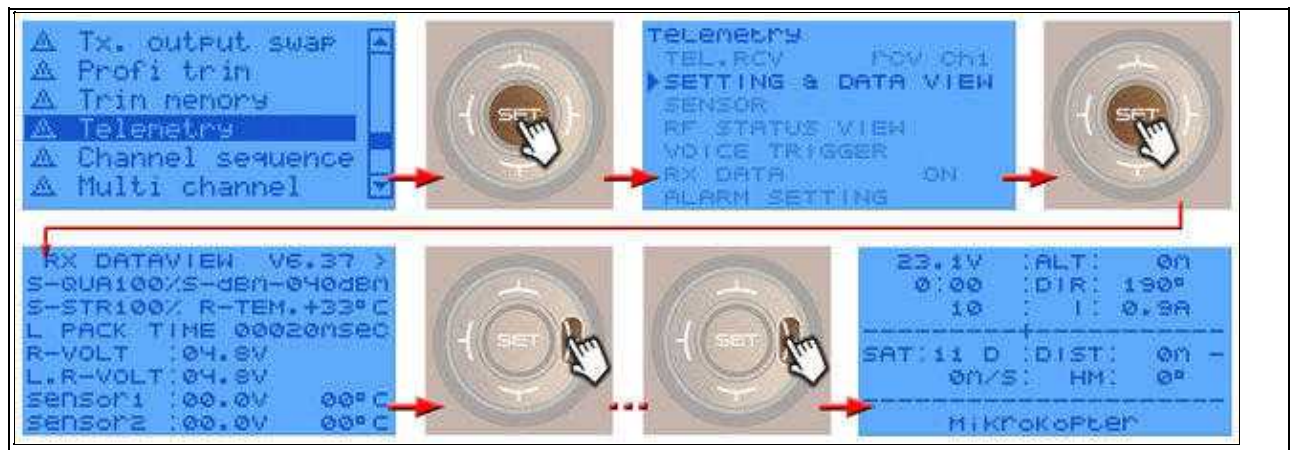 Tx. output swap
Profi trim
Trim memory
Telemetry
Channel sequence
Multi channel
SET
Telemetry
TEL.RCV rcv Ch1
SETTING & DATA VIEW
SENSOR
RF STATUS VIEW
VOICE TRIGGER
RX DATA ON
ALARM SETTING
SET
RX DATAVIEW V6.37 >
S-QUA100%S-dBm-040dBm
S-STR100% R-TEM.+33°C
L PACK TIME 00020msec
R-VOLT :04.8V
L.R-VOLT:04.8V
Sensor1 :00.0V 00°C
Sensor2 :00.0V 00°C
SET
SET
23.1V :ALT: 0m
0:00 :DIR: 190°
10 : I: 0.9A
SAT:11 D :DIST: 0m -
0m/s: HM: 0°
MikroKopter